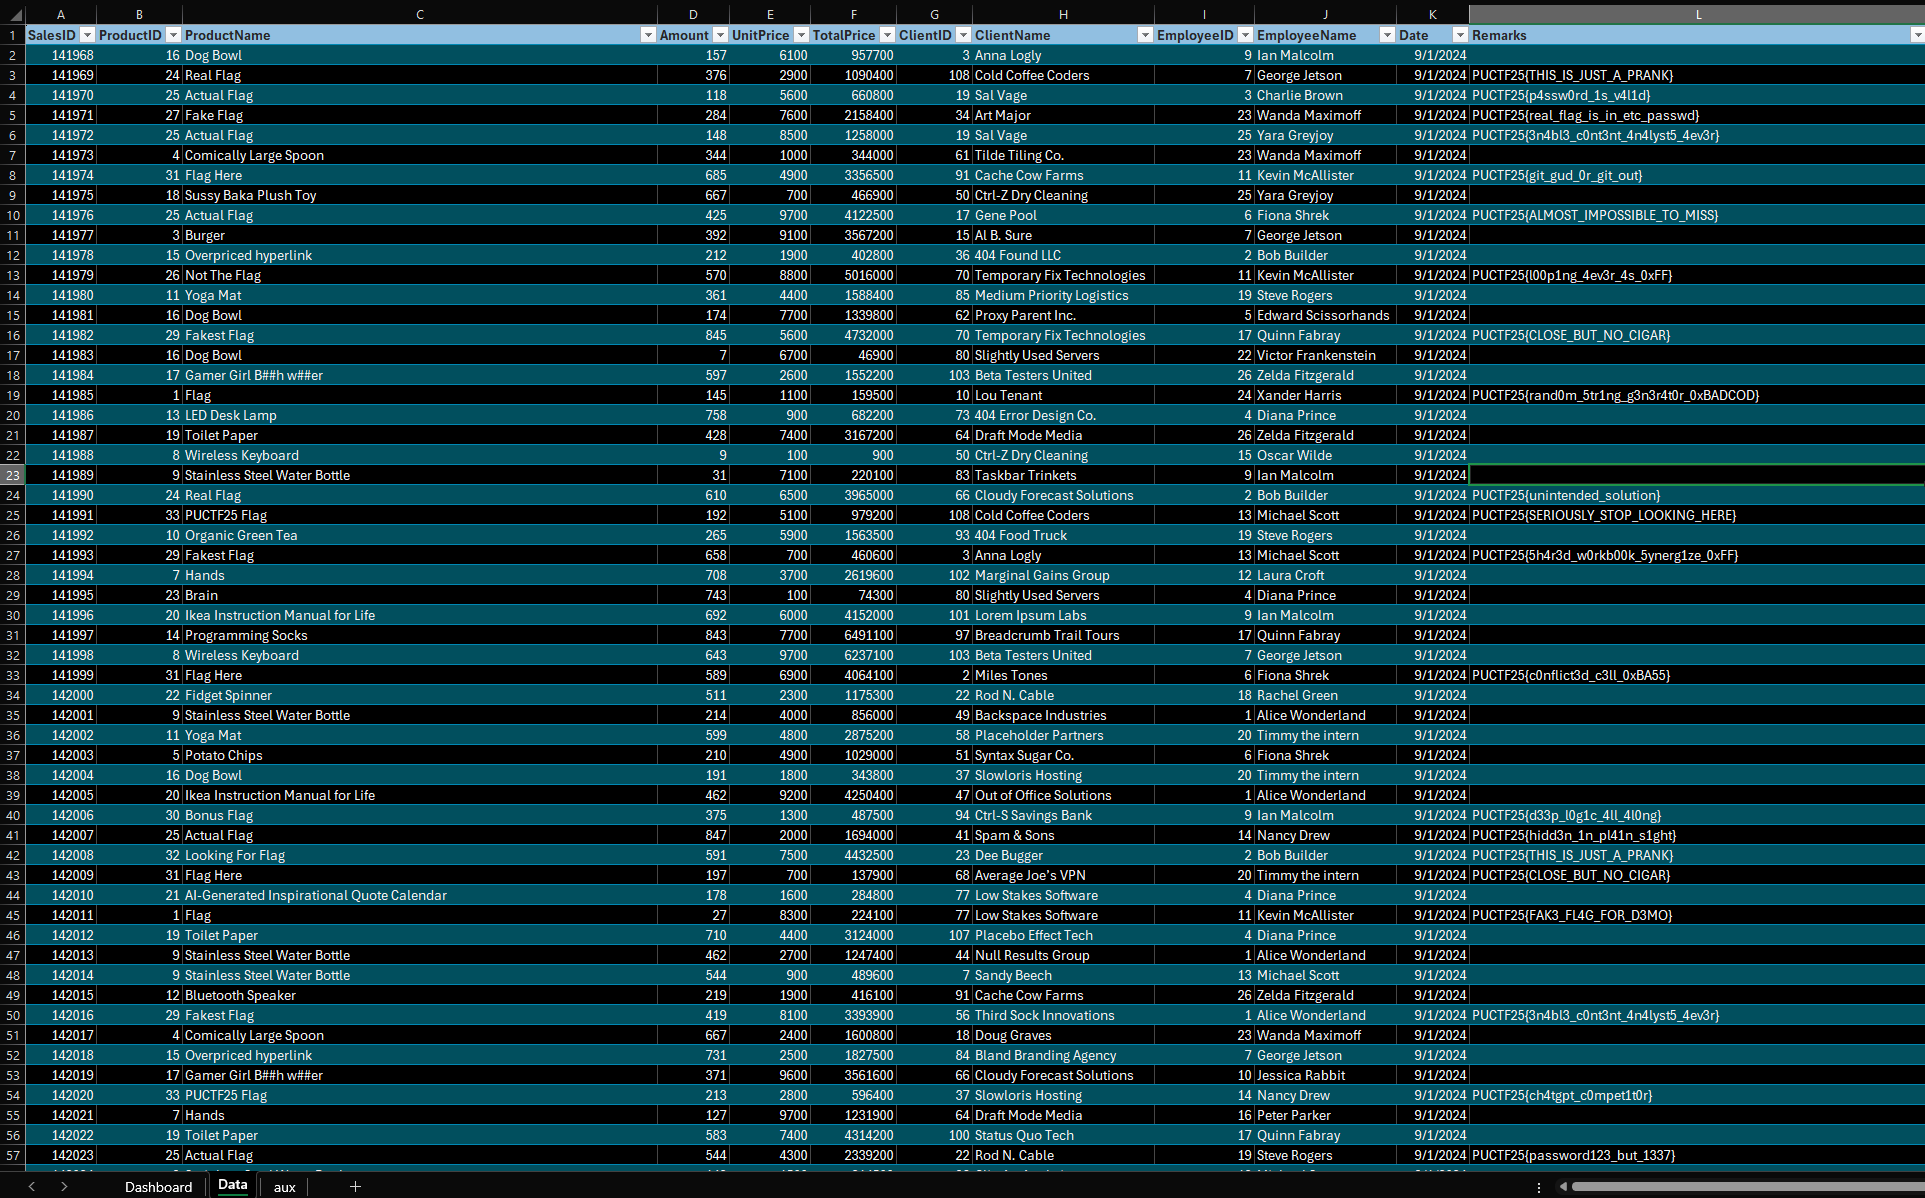 A B C D E F G H I J K L
1 SalesID ProductID ProductName Amount UnitPrice TotalPrice ClientID ClientName EmployeeID EmployeeName Date Remarks
2 141968 16 Dog Bowl 157 6100 957700 3 Anna Logly 9 Ian Malcolm 9/1/2024
3 141969 24 Real Flag 376 2900 1090400 108 Cold Coffee Coders 7 George Jetson 9/1/2024 PUCTF25{THIS_IS_JUST_A_PRANK}
4 141970 25 Actual Flag 118 5600 660800 19 Sal Vage 3 Charlie Brown 9/1/2024 PUCTF25{p4ssw0rd_1s_v4l1d}
5 141971 27 Fake Flag 284 7600 2158400 34 Art Major 23 Wanda Maximoff 9/1/2024 PUCTF25{real_flag_is_in_etc_passwd}
6 141972 25 Actual Flag 148 8500 1258000 19 Sal Vage 25 Yara Greyjoy 9/1/2024 PUCTF25{3n4bl3_c0nt3nt_4n4lyst5_4ev3r}
7 141973 4 Comically Large Spoon 344 1000 344000 61 Tilde Tiling Co. 23 Wanda Maximoff 9/1/2024
8 141974 31 Flag Here 685 4900 3356500 91 Cache Cow Farms 11 Kevin McAllister 9/1/2024 PUCTF25{git_gud_0r_git_out}
9 141975 18 Sussy Baka Plush Toy 667 700 466900 50 Ctrl-Z Dry Cleaning 25 Yara Greyjoy 9/1/2024
10 141976 25 Actual Flag 425 9700 4122500 17 Gene Pool 6 Fiona Shrek 9/1/2024 PUCTF25{ALMOST_IMPOSSIBLE_TO_MISS}
11 141977 3 Burger 392 9100 3567200 15 Al B. Sure 7 George Jetson 9/1/2024
12 141978 15 Overpriced hyperlink 212 1900 402800 36 404 Found LLC 2 Bob Builder 9/1/2024
13 141979 26 Not The Flag 570 8800 5016000 70 Temporary Fix Technologies 11 Kevin McAllister 9/1/2024 PUCTF25{l00p1ng_4ev3r_4s_0xFF}
14 141980 11 Yoga Mat 361 4400 1588400 85 Medium Priority Logistics 19 Steve Rogers 9/1/2024
15 141981 16 Dog Bowl 174 7700 1339800 62 Proxy Parent Inc. 5 Edward Scissorhands 9/1/2024
16 141982 29 Fakest Flag 845 5600 4732000 70 Temporary Fix Technologies 17 Quinn Fabray 9/1/2024 PUCTF25{CLOSE_BUT_NO_CIGAR}
17 141983 16 Dog Bowl 7 6700 46900 80 Slightly Used Servers 22 Victor Frankenstein 9/1/2024
18 141984 17 Gamer Girl B##h w##er 597 2600 1552200 103 Beta Testers United 26 Zelda Fitzgerald 9/1/2024
19 141985 1 Flag 145 1100 159500 10 Lou Tenant 24 Xander Harris 9/1/2024 PUCTF25{rand0m_5tr1ng_g3n3r4t0r_0xBADCOD}
20 141986 13 LED Desk Lamp 758 900 682200 73 404 Error Design Co. 4 Diana Prince 9/1/2024
21 141987 19 Toilet Paper 428 7400 3167200 64 Draft Mode Media 26 Zelda Fitzgerald 9/1/2024
22 141988 8 Wireless Keyboard 9 100 900 50 Ctrl-Z Dry Cleaning 15 Oscar Wilde 9/1/2024
23 141989 9 Stainless Steel Water Bottle 31 7100 220100 83 Taskbar Trinkets 9 Ian Malcolm 9/1/2024
24 141990 24 Real Flag 610 6500 3965000 66 Cloudy Forecast Solutions 2 Bob Builder 9/1/2024 PUCTF25{unintended_solution}
25 141991 33 PUCTF25 Flag 192 5100 979200 108 Cold Coffee Coders 13 Michael Scott 9/1/2024 PUCTF25{SERIOUSLY_STOP_LOOKING_HERE}
26 141992 10 Organic Green Tea 265 5900 1563500 93 404 Food Truck 19 Steve Rogers 9/1/2024
27 141993 29 Fakest Flag 658 700 460600 3 Anna Logly 13 Michael Scott 9/1/2024 PUCTF25{5h4r3d_w0rkb00k_5ynerg1ze_0xFF}
28 141994 7 Hands 708 3700 2619600 102 Marginal Gains Group 12 Laura Croft 9/1/2024
29 141995 23 Brain 743 100 74300 80 Slightly Used Servers 4 Diana Prince 9/1/2024
30 141996 20 Ikea Instruction Manual for Life 692 6000 4152000 101 Lorem Ipsum Labs 9 Ian Malcolm 9/1/2024
31 141997 14 Programming Socks 843 7700 6491100 97 Breadcrumb Trail Tours 17 Quinn Fabray 9/1/2024
32 141998 8 Wireless Keyboard 643 9700 6237100 103 Beta Testers United 7 George Jetson 9/1/2024
33 141999 31 Flag Here 589 6900 4064100 2 Miles Tones 6 Fiona Shrek 9/1/2024 PUCTF25{c0nflict3d_c3ll_0xBA55}
34 142000 22 Fidget Spinner 511 2300 1175300 22 Rod N. Cable 18 Rachel Green 9/1/2024
35 142001 9 Stainless Steel Water Bottle 214 4000 856000 49 Backspace Industries 1 Alice Wonderland 9/1/2024
36 142002 11 Yoga Mat 599 4800 2875200 58 Placeholder Partners 20 Timmy the intern 9/1/2024
37 142003 5 Potato Chips 210 4900 1029000 51 Syntax Sugar Co. 6 Fiona Shrek 9/1/2024
38 142004 16 Dog Bowl 191 1800 343800 37 Slowloris Hosting 20 Timmy the intern 9/1/2024
39 142005 20 Ikea Instruction Manual for Life 462 9200 4250400 47 Out of Office Solutions 1 Alice Wonderland 9/1/2024
40 142006 30 Bonus Flag 375 1300 487500 94 Ctrl-S Savings Bank 9 Ian Malcolm 9/1/2024 PUCTF25{d33p_l0g1c_4ll_4l0ng}
41 142007 25 Actual Flag 847 2000 1694000 41 Spam & Sons 14 Nancy Drew 9/1/2024 PUCTF25{hidd3n_1n_pl41n_s1ght}
42 142008 32 Looking For Flag 591 7500 4432500 23 Dee Bugger 2 Bob Builder 9/1/2024 PUCTF25{THIS_IS_JUST_A_PRANK}
43 142009 31 Flag Here 197 700 137900 68 Average Joe's VPN 20 Timmy the intern 9/1/2024 PUCTF25{CLOSE_BUT_NO_CIGAR}
44 142010 21 AI-Generated Inspirational Quote Calendar 178 1600 284800 77 Low Stakes Software 4 Diana Prince 9/1/2024
45 142011 1 Flag 27 8300 224100 77 Low Stakes Software 11 Kevin McAllister 9/1/2024 PUCTF25{FAK3_FL4G_FOR_D3MO}
46 142012 19 Toilet Paper 710 4400 3124000 107 Placebo Effect Tech 4 Diana Prince 9/1/2024
47 142013 9 Stainless Steel Water Bottle 462 2700 1247400 44 Null Results Group 1 Alice Wonderland 9/1/2024
48 142014 9 Stainless Steel Water Bottle 544 900 489600 7 Sandy Beech 13 Michael Scott 9/1/2024
49 142015 12 Bluetooth Speaker 219 1900 416100 91 Cache Cow Farms 26 Zelda Fitzgerald 9/1/2024
50 142016 29 Fakest Flag 419 8100 3393900 56 Third Sock Innovations 1 Alice Wonderland 9/1/2024 PUCTF25{3n4bl3_c0nt3nt_4n4lyst5_4ev3r}
51 142017 4 Comically Large Spoon 667 2400 1600800 18 Doug Graves 23 Wanda Maximoff 9/1/2024
52 142018 15 Overpriced hyperlink 731 2500 1827500 84 Bland Branding Agency 7 George Jetson 9/1/2024
53 142019 17 Gamer Girl B##h w##er 371 9600 3561600 66 Cloudy Forecast Solutions 10 Jessica Rabbit 9/1/2024
54 142020 33 PUCTF25 Flag 213 2800 596400 37 Slowloris Hosting 14 Nancy Drew 9/1/2024 PUCTF25{ch4tgpt_c0mpet1t0r}
55 142021 7 Hands 127 9700 1231900 64 Draft Mode Media 16 Peter Parker 9/1/2024
56 142022 19 Toilet Paper 583 7400 4314200 100 Status Quo Tech 17 Quinn Fabray 9/1/2024
57 142023 25 Actual Flag 544 4300 2339200 22 Rod N. Cable 19 Steve Rogers 9/1/2024 PUCTF25{password123_but_1337}
Dashboard Data aux